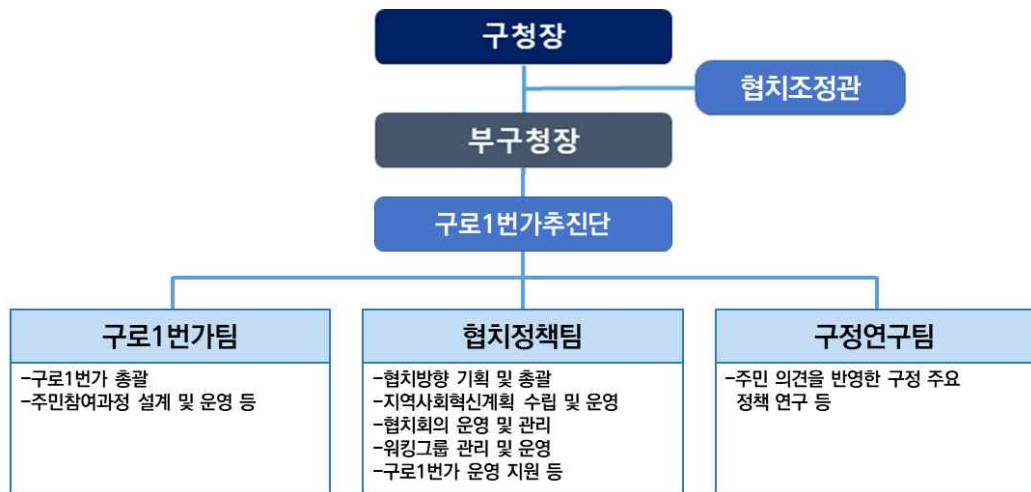 구청장
협치조정관
부구청장
구로1번가추진단
구로1번가팀
-구로1번가 총괄
-주민참여과정 설계 및 운영 등
협치정책팀
-협치방향 기획 및 총괄
-지역사회혁신계획 수립 및 운영
-협치회의 운영 및 관리
-워킹그룹 관리 및 운영
-구로1번가 운영 지원 등
구정연구팀
-주민 의견을 반영한 구정 주요
정책 연구 등